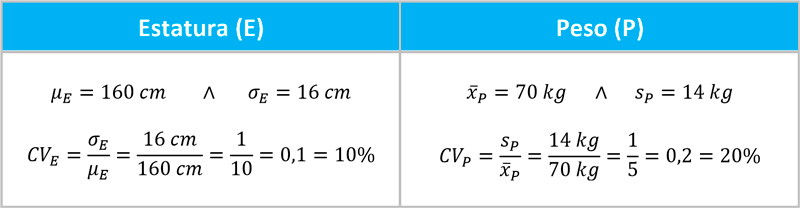 Estatura (E)
μ_E = 160 cm ∧ σ_E = 16 cm
CV_E = σ_E/μ_E = 16 cm/160 cm = 1/10 = 0,1 = 10%
Peso (P)
x̄_P = 70 kg ∧ s_P = 14 kg
CV_P = s_P/x̄_P = 14 kg/70 kg = 1/5 = 0,2 = 20%